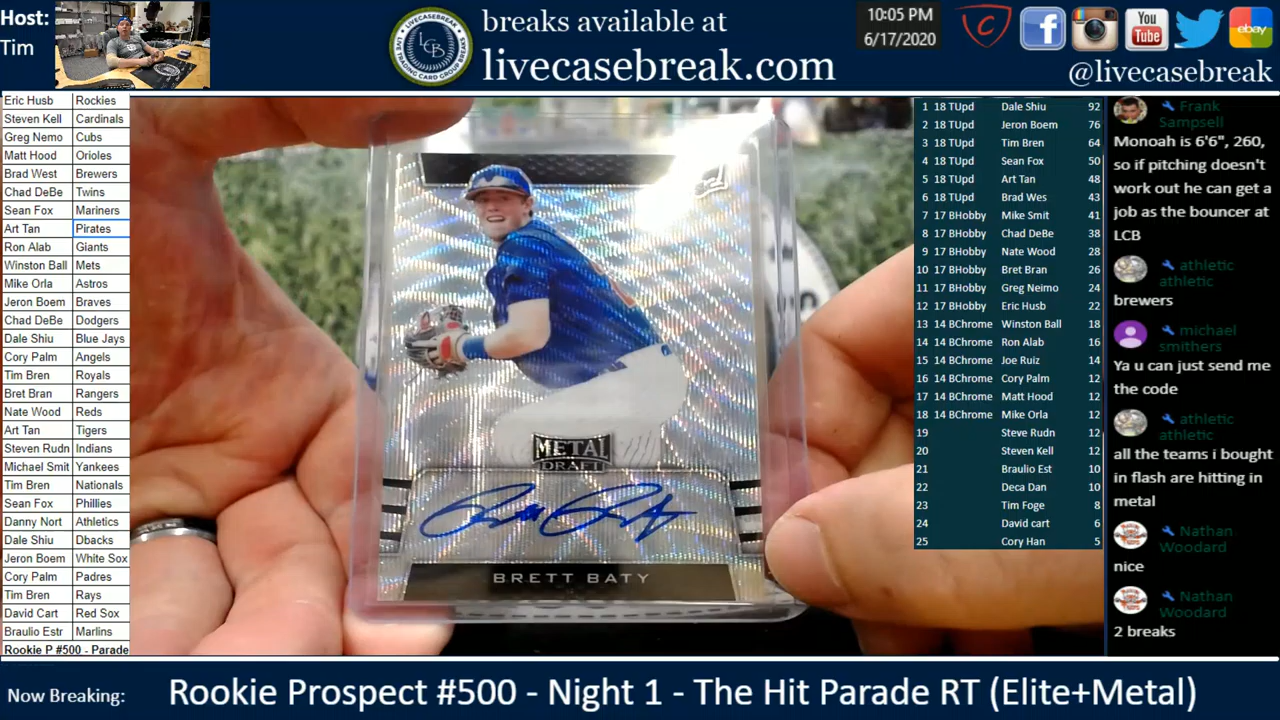 Host:
Tim
LCB
LIVECASEBREAK
breaks available at
livecasebreak.com
10:05 PM
6/17/2020
You
Tube
ebay
@livecasebreak
Eric Husb Rockies
Steven Kell Cardinals
Greg Nemo Cubs
Matt Hood Orioles
Brad West Brewers
Chad DeBe Twins
Sean Fox Mariners
Art Tan Pirates
Ron Alab Giants
Winston Ball Mets
Mike Orla Astros
Jeron Boem Braves
Chad DeBe Dodgers
Dale Shiu Blue Jays
Cory Palm Angels
Tim Bren Royals
Bret Bran Rangers
Nate Wood Reds
Art Tan Tigers
Steven Rudn Indians
Michael Smit Yankees
Tim Bren Nationals
Sean Fox Phillies
Danny Nort Athletics
Dale Shiu Dbacks
Jeron Boem White Sox
Cory Palm Padres
Tim Bren Rays
David Cart Red Sox
Braulio Estr Marlins
Rookie P #500 - Parade
METAL
DRAFT
BRETT BATY
1 18 TUpd Dale Shiu 92
2 18 TUpd Jeron Boem 76
3 18 TUpd Tim Bren 64
4 18 TUpd Sean Fox 50
5 18 TUpd Art Tan 48
6 18 TUpd Brad Wes 43
7 17 BHobby Mike Smit 41
8 17 BHobby Chad DeBe 38
9 17 BHobby Nate Wood 28
10 17 BHobby Bret Bran 26
11 17 BHobby Greg Neimo 24
12 17 BHobby Eric Husb 22
13 14 BChrome Winston Ball 18
14 14 BChrome Ron Alab 16
15 14 BChrome Joe Ruiz 14
16 14 BChrome Cory Palm 12
17 14 BChrome Matt Hood 12
18 14 BChrome Mike Orla 12
19 Steve Rudn 12
20 Steven Kell 12
21 Braulio Est 10
22 Deca Dan 10
23 Tim Foge 8
24 David cart 6
25 Cory Han 5
Frank
Sampsell
Monoah is 6'6", 260,
so if pitching doesn't
work out he can get a
job as the bouncer at
LCB
athletic
athletic
brewers
michael
smithers
Ya u can just send me
the code
athletic
athletic
all the teams i bought
in flash are hitting in
metal
Nathan
Woodard
nice
Nathan
Woodard
2 breaks
Now Breaking:
Rookie Prospect #500 - Night 1 - The Hit Parade RT (Elite+Metal)